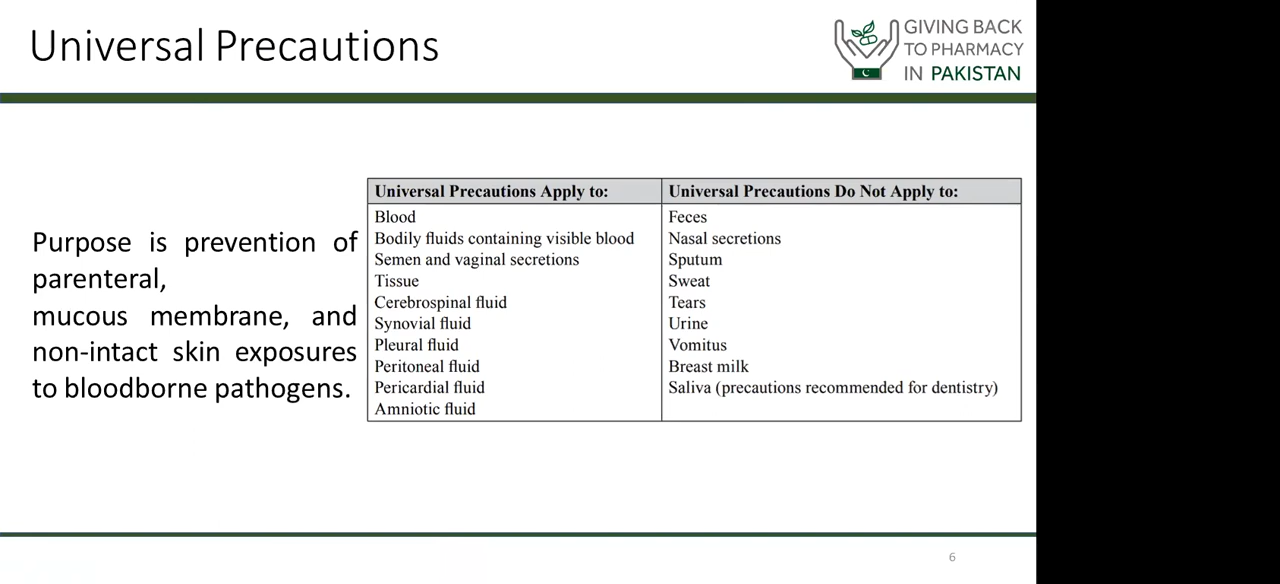 Universal Precautions
GIVING BACK
TO PHARMACY
IN PAKISTAN
Purpose is prevention of
parenteral,
mucous membrane, and
non-intact skin exposures
to bloodborne pathogens.
Universal Precautions Apply to:
Blood
Bodily fluids containing visible blood
Semen and vaginal secretions
Tissue
Cerebrospinal fluid
Synovial fluid
Pleural fluid
Peritoneal fluid
Pericardial fluid
Amniotic fluid
Universal Precautions Do Not Apply to:
Feces
Nasal secretions
Sputum
Sweat
Tears
Urine
Vomitus
Breast milk
Saliva (precautions recommended for dentistry)
6